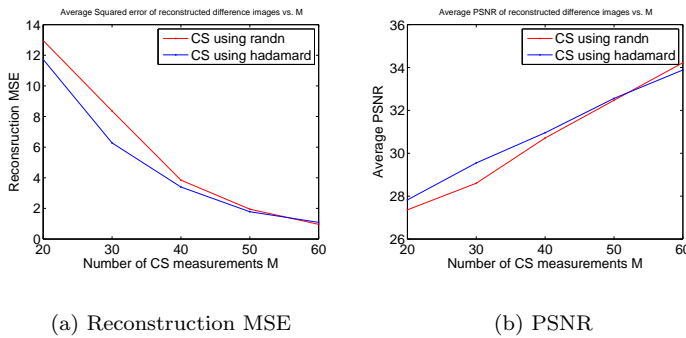 Average Squared error of reconstructed difference images vs. M
14
12
10
8
6
4
2
0
20 30 40 50 60
Reconsruction MSE
Number of CS measurements M
CS using randn
CS using hadamard
(a) Reconstruction MSE
Average PSNR of reconstructed difference images vs. M
36
34
32
30
28
26
20 30 40 50 60
Average PSNR
Number of CS measurements M
CS using randn
CS using hadamard
(b) PSNR